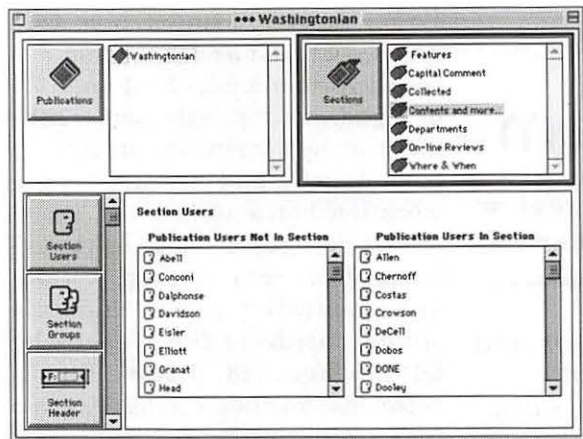 ••• Washingtonian
Publications
Washingtonian
Sections
Features
Capital Comment
Collected
Contents and more...
Departments
On-line Reviews
Where & When
Section Users
Section Groups
F:
Section Header
Section Users
Publication Users Not In Section
Abell
Conconi
Dalphonse
Davidson
Eisler
Elliott
Granat
Head
Publication Users In Section
Allen
Chernoff
Costas
Crowson
DeCell
Dobos
DONE
Dooley